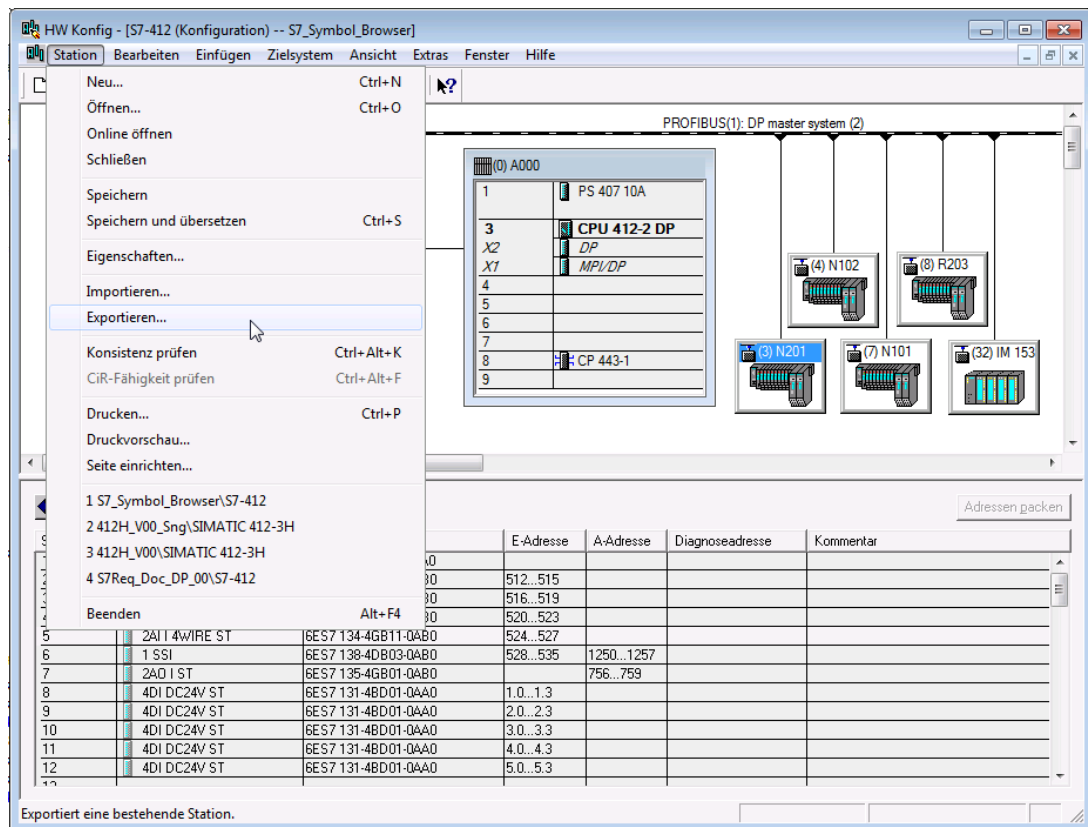 HW Konfig - [S7-412 (Konfiguration) -- S7_Symbol_Browser]
Station Bearbeiten Einfügen Zielsystem Ansicht Extras Fenster Hilfe
Neu... Ctrl+N
Öffnen... Ctrl+O
Online öffnen
Schließen
Speichern
Speichern und übersetzen Ctrl+S
Eigenschaften...
Importieren...
Exportieren...
Konsistenz prüfen Ctrl+Alt+K
CiR-Fähigkeit prüfen Ctrl+Alt+F
Drucken... Ctrl+P
Druckvorschau...
Seite einrichten...
1 S7_Symbol_Browser\S7-412
2 412H_V00_Sng\SIMATIC 412-3H
3 412H_V00\SIMATIC 412-3H
4 S7Req_Doc_DP_00\S7-412
Beenden Alt+F4
PROFIBUS(1): DP master system (2)
(0) A000
1 PS 407 10A
3 CPU 412-2 DP
X2 DP
X1 MPI/DP
4
5
6
7
8 CP 443-1
9
(4) N102
(8) R203
(3) N201
(7) N101
(32) IM 153
Adressen packen
E-Adresse A-Adresse Diagnoseadresse Kommentar
512...515
516...519
520...523
5 2AI I 4WIRE ST 6ES7 134-4GB11-0AB0 524...527
6 1 SSI 6ES7 138-4DB03-0AB0 528...535 1250...1257
7 2AO I ST 6ES7 135-4GB01-0AB0 756...759
8 4DI DC24V ST 6ES7 131-4BD01-0AA0 1.0...1.3
9 4DI DC24V ST 6ES7 131-4BD01-0AA0 2.0...2.3
10 4DI DC24V ST 6ES7 131-4BD01-0AA0 3.0...3.3
11 4DI DC24V ST 6ES7 131-4BD01-0AA0 4.0...4.3
12 4DI DC24V ST 6ES7 131-4BD01-0AA0 5.0...5.3
Exportiert eine bestehende Station.